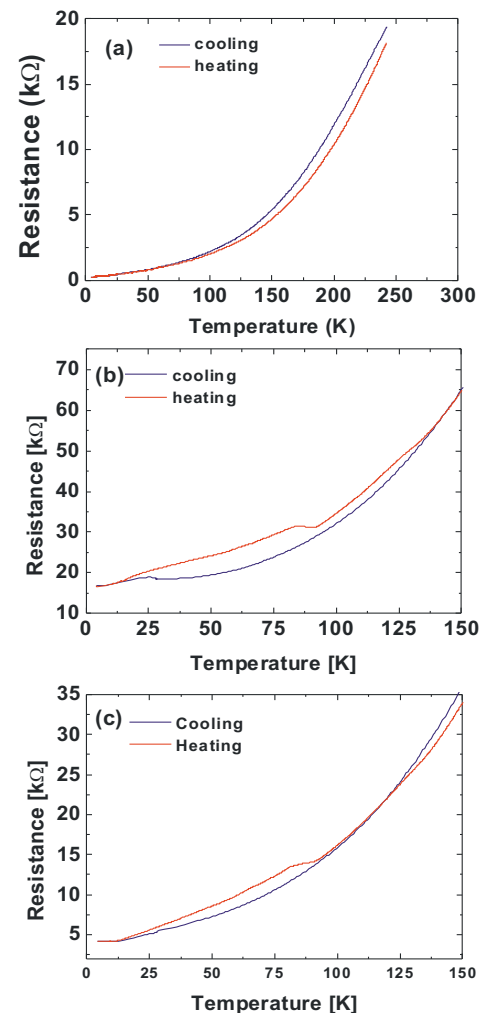 20
(a)
cooling
heating
15
10
5
0
Resistance (kΩ)
0 50 100 150 200 250 300
Temperature (K)
70
(b)
cooling
heating
60
50
40
30
20
10
Resistance [kΩ]
0 25 50 75 100 125 150
Temperature [K]
35
(c)
Cooling
Heating
30
25
20
15
10
5
Resistance [kΩ]
0 25 50 75 100 125 150
Temperature [K]